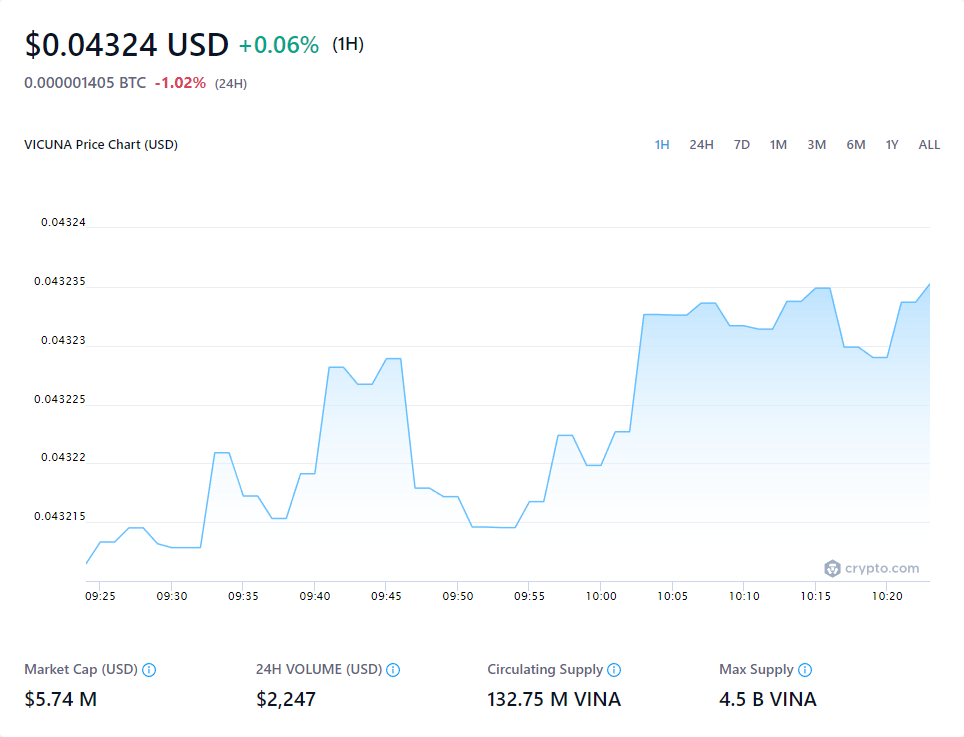 $0.04324 USD +0.06% (1H)
0.000001405 BTC -1.02% (24H)
VICUNA Price Chart (USD) 1H 24H 7D 1M 3M 6M 1Y ALL
0.04324
0.043235
0.04323
0.043225
0.04322
0.043215
crypto.com
09:25 09:30 09:35 09:40 09:45 09:50 09:55 10:00 10:05 10:10 10:15 10:20
Market Cap (USD) 24H VOLUME (USD) Circulating Supply Max Supply
$5.74 M $2,247 132.75 M VINA 4.5 B VINA